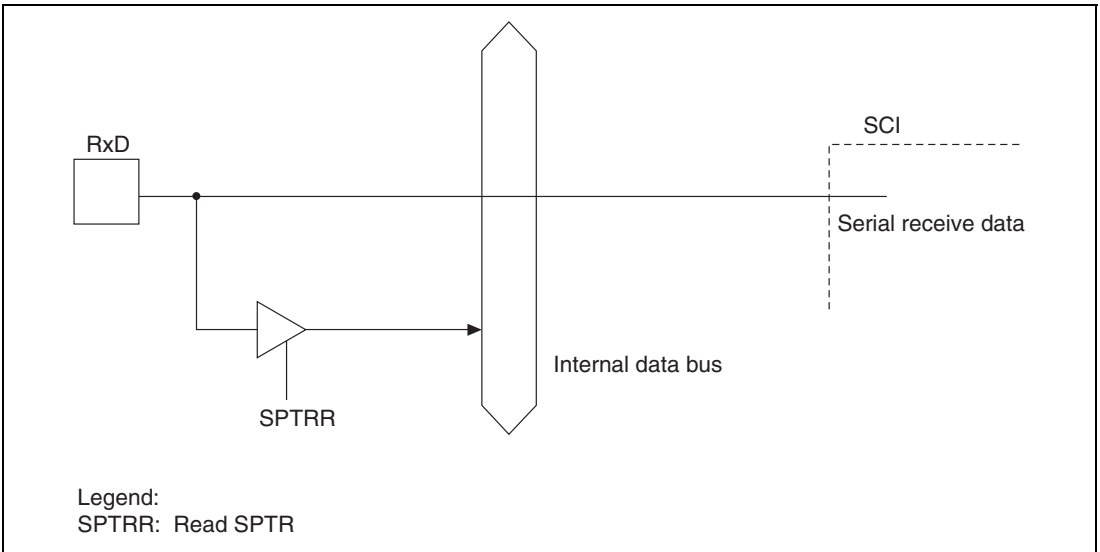 RxD
SCI
Serial receive data
Internal data bus
SPTRR
Legend:
SPTRR: Read SPTR